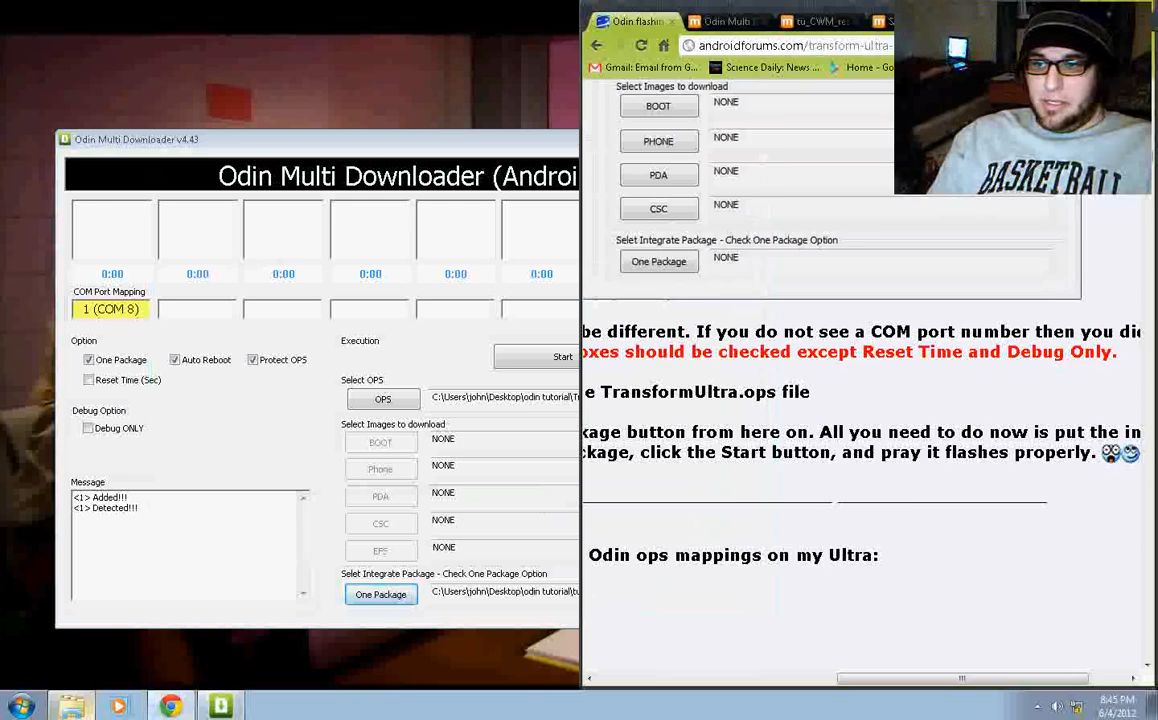 Odin flashin
Odin Multi
tu_CWM_re
androidforums.com/transform-ultra-
Gmail: Email from G...
Science Daily: News ...
Home - Go
Select Images to download
BOOT NONE
PHONE NONE
PDA NONE
CSC NONE
Selet Integrate Package - Check One Package Option
One Package NONE
be different. If you do not see a COM port number then you did
oxes should be checked except Reset Time and Debug Only.
e TransformUltra.ops file
kage button from here on. All you need to do now is put the in
ckage, click the Start button, and pray it flashes properly.
Odin ops mappings on my Ultra:
BASKETBALL
Odin Multi Downloader v4.43
Odin Multi Downloader (Androi
0:00 0:00 0:00 0:00 0:00 0:00
COM Port Mapping
1 (COM 8)
Option
One Package Auto Reboot Protect OPS
Reset Time (Sec)
Debug Option
Debug ONLY
Message
<1> Added!!!
<1> Detected!!!
Execution
Start
Select OPS
OPS C:\Users\john\Desktop\odin tutorial\T
Select Images to download
BOOT NONE
Phone NONE
PDA NONE
CSC NONE
EFS NONE
Selet Integrate Package - Check One Package Option
One Package C:\Users\john\Desktop\odin tutorial\tu
8:45 PM
6/4/2012